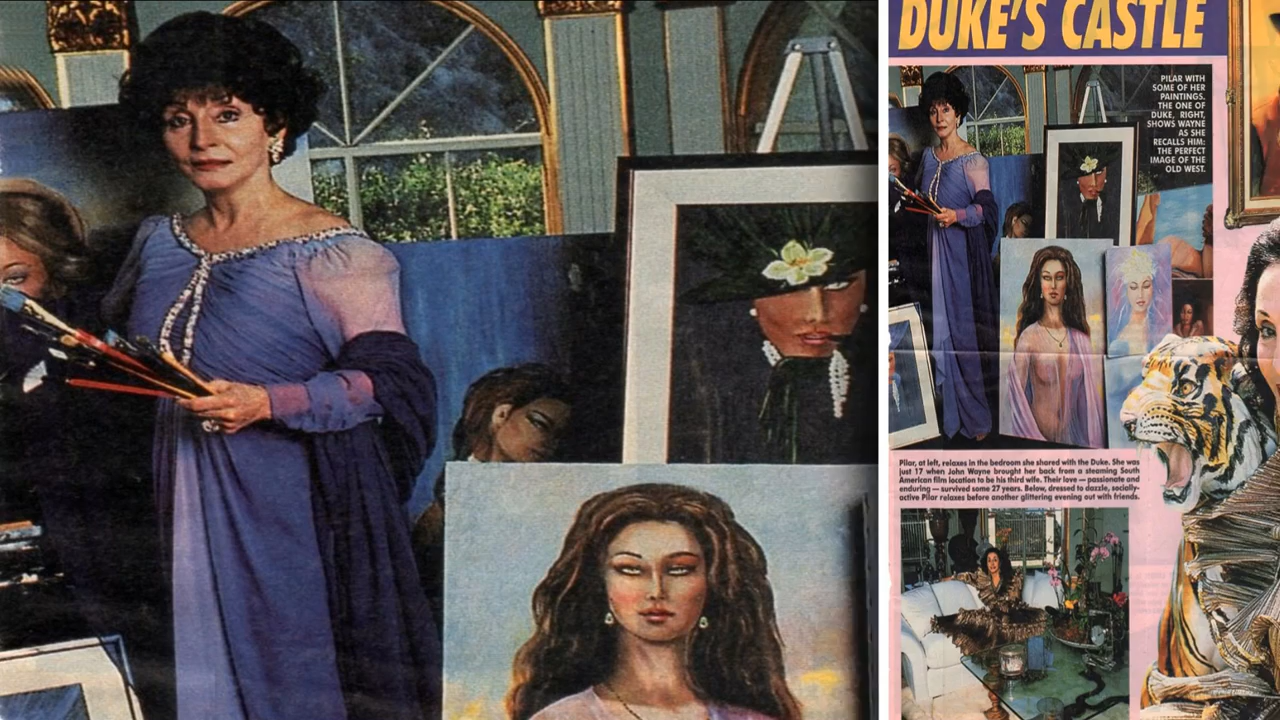 DUKE'S CASTLE
PILAR WITH
SOME OF HER
PAINTINGS.
THE ONE OF
DUKE, RIGHT,
SHOWS WAYNE
AS SHE
RECALLS HIM:
THE PERFECT
IMAGE OF THE
OLD WEST.
Pilar, at left, relaxes in the bedroom she shared with the Duke. She was
just 17 when John Wayne brought her back from a steaming South
American film location to be his third wife. Their love — passionate and
enduring — survived some 27 years. Below, dressed to dazzle, socially-
active Pilar relaxes before another glittering evening out with friends.